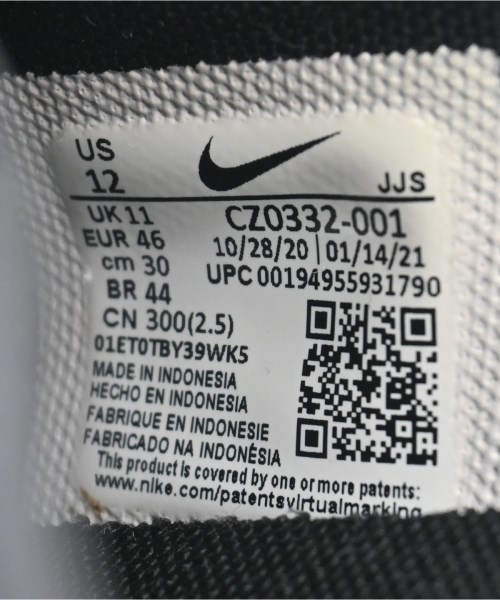 US
12
JJS
UK 11
EUR 46
cm 30
BR 44
CN 300(2.5)
CZ0332-001
10/28/20 | 01/14/21
UPC 00194955931790
01ET0TBY39WK5
MADE IN INDONESIA
HECHO EN INDONESIA
FABRIQUE EN INDONESIE
FABRICADO NA INDONÉSIA
This product is covered by one or more patents:
www.nike.com/patentsvirtualmarking